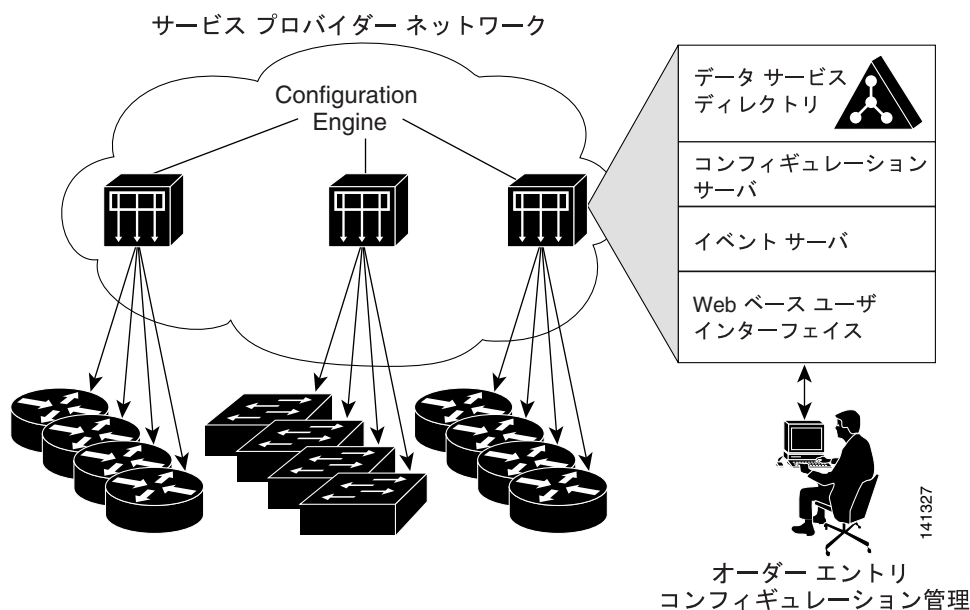 サービス プロバイダー ネットワーク
Configuration
Engine
データ サービス
ディレクトリ
コンフィギュレーション
サーバ
イベント サーバ
Web ベース ユーザ
インターフェイス
141327
オーダー エントリ
コンフィギュレーション管理